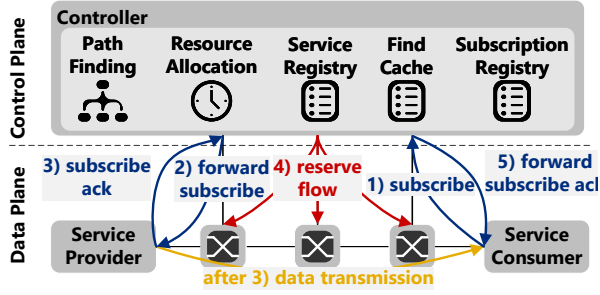 Control Plane
Controller
Path
Finding
Resource
Allocation
Service
Registry
Find
Cache
Subscription
Registry
Data Plane
3) subscribe
ack
2) forward
subscribe
4) reserve
flow
1) subscribe
5) forward
subscribe ack
Service
Provider
Service
Consumer
after 3) data transmission